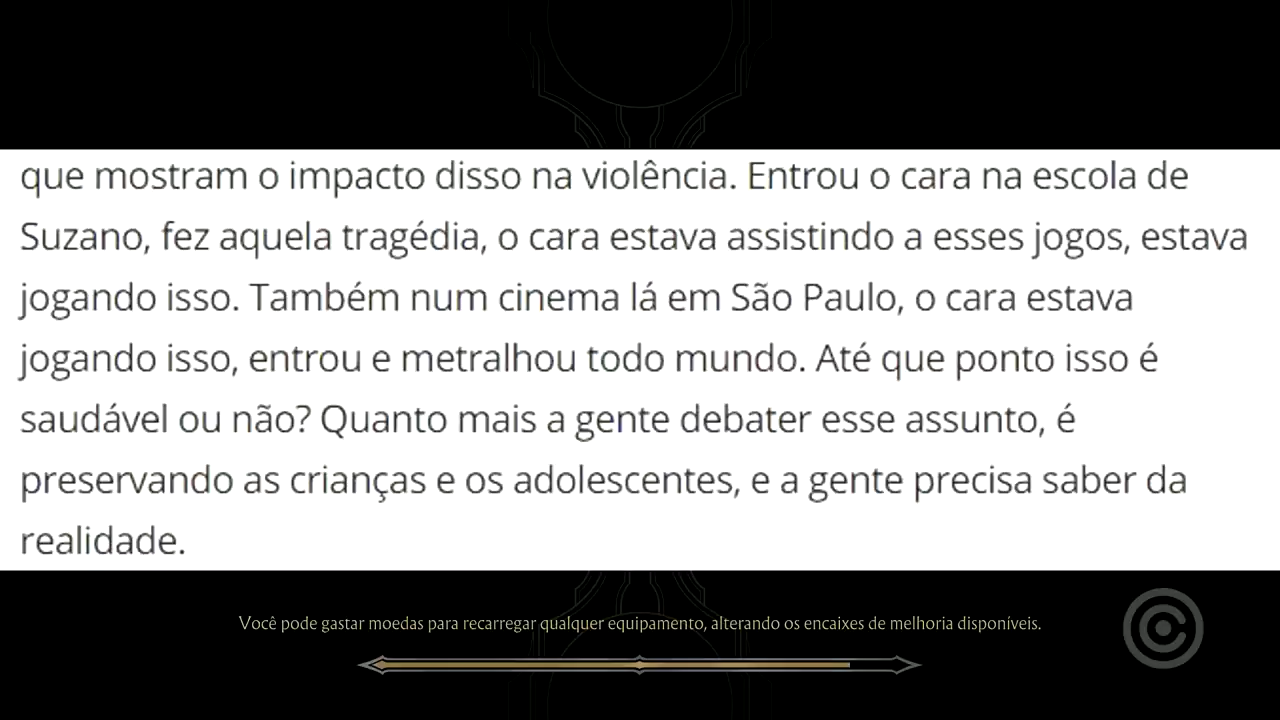 que mostram o impacto disso na violência. Entrou o cara na escola de
Suzano, fez aquela tragédia, o cara estava assistindo a esses jogos, estava
jogando isso. Também num cinema lá em São Paulo, o cara estava
jogando isso, entrou e metralhou todo mundo. Até que ponto isso é
saudável ou não? Quanto mais a gente debater esse assunto, é
preservando as crianças e os adolescentes, e a gente precisa saber da
realidade.
Você pode gastar moedas para recarregar qualquer equipamento, alterando os encaixes de melhoria disponíveis.